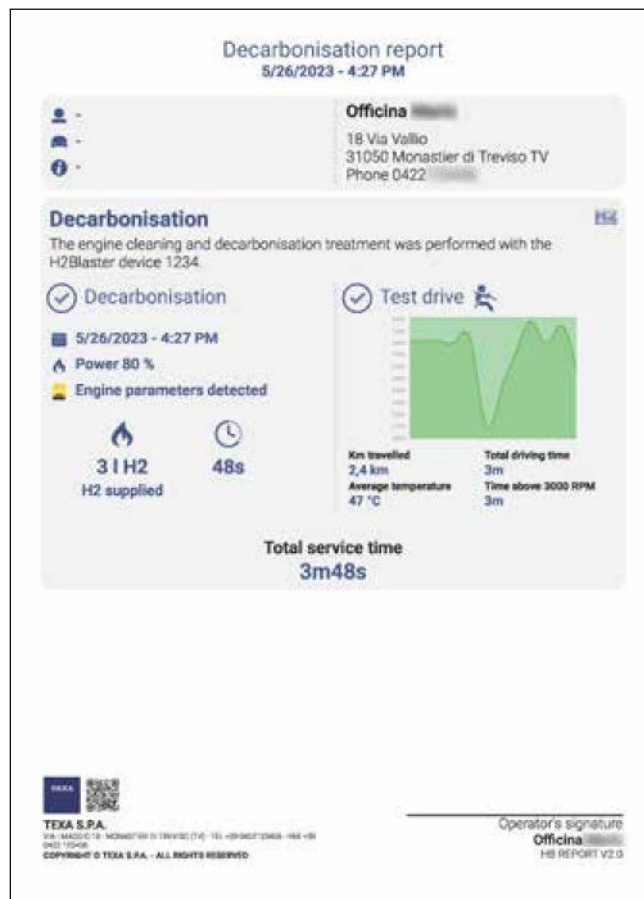 Decarbonisation report
5/26/2023 - 4:27 PM
-
-
-
Officina
18 Via Vallio
31050 Monastier di Treviso TV
Phone 0422
Decarbonisation
The engine cleaning and decarbonisation treatment was performed with the
H2Blaster device 1234.
Decarbonisation
5/26/2023 - 4:27 PM
Power 80 %
Engine parameters detected
3 l H2
H2 supplied
48s
Test drive
Km travelled
2,4 km
Total driving time
3m
Average temperature
47 °C
Time above 3000 RPM
3m
Total service time
3m48s
TEXA
TEXA S.P.A.
COPYRIGHT © TEXA S.P.A. - ALL RIGHTS RESERVED
Operator's signature
Officina
HB REPORT V2.0